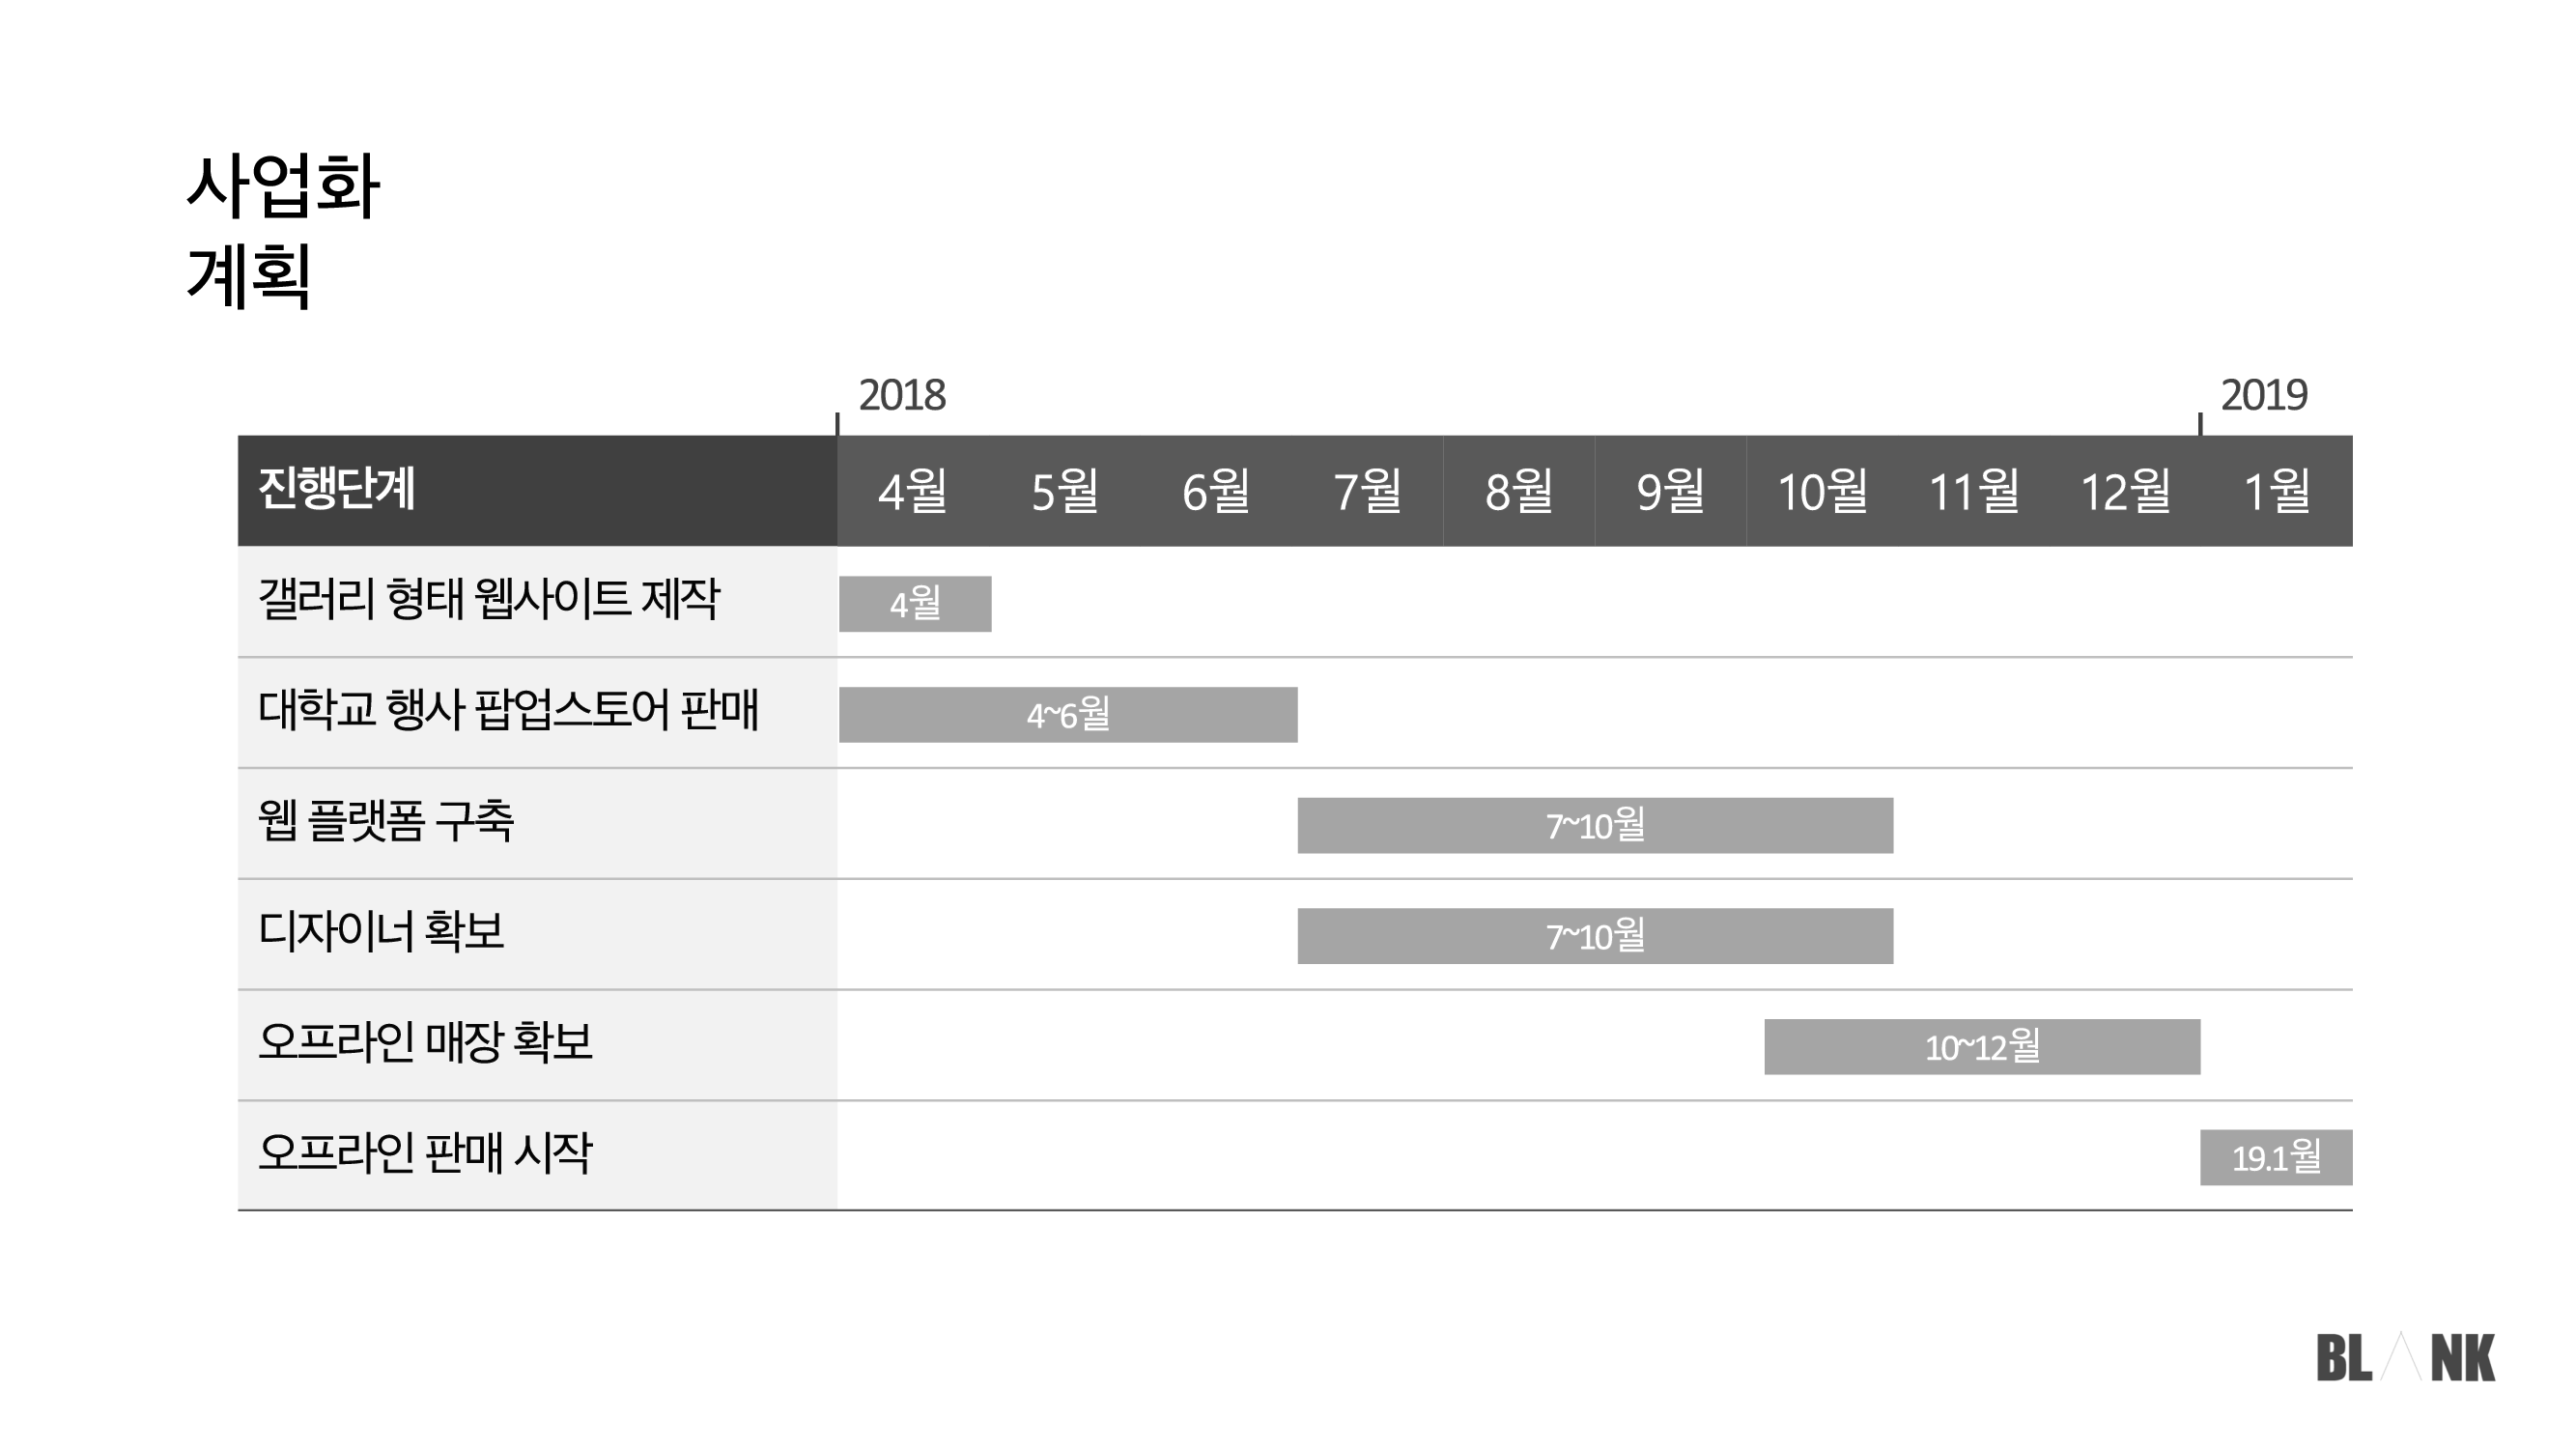 사업화
계획
2018
2019
진행단계 4월 5월 6월 7월 8월 9월 10월 11월 12월 1월
갤러리 형태 웹사이트 제작 4월
대학교 행사 팝업스토어 판매 4~6월
웹 플랫폼 구축 7~10월
디자이너 확보 7~10월
오프라인 매장 확보 10~12월
오프라인 판매 시작 19.1월
BLANK